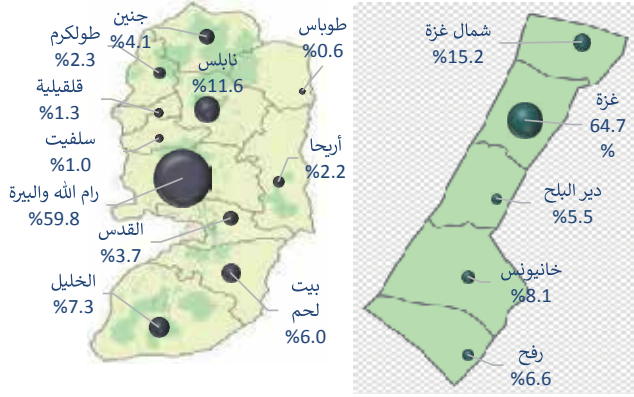 جنين
%4.1
طوباس
%0.6
طولكرم
%2.3
نابلس
%11.6
قلقيلية
%1.3
سلفيت
%1.0
أريحا
%2.2
رام الله والبيرة
%59.8
القدس
%3.7
الخليل
%7.3
بيت
لحم
%6.0
شمال غزة
%15.2
غزة
64.7
%
دير البلح
%5.5
خانيونس
%8.1
رفح
%6.6